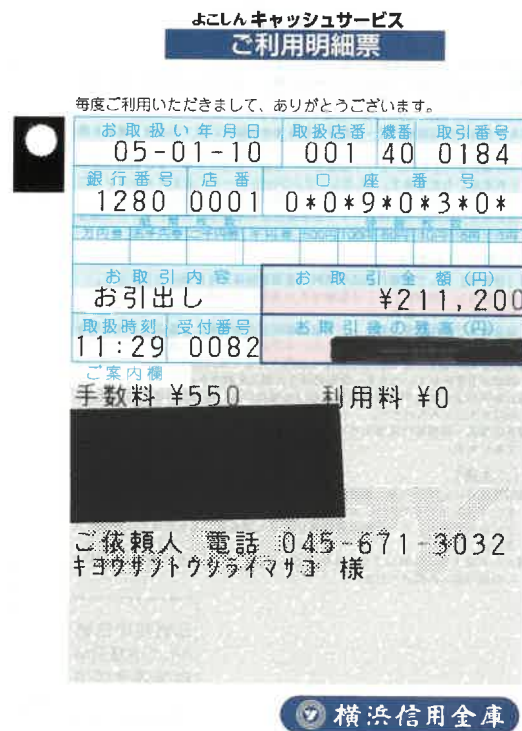 よこしんキャッシュサービス
ご利用明細票
毎度ご利用いただきまして、ありがとうございます。
お取扱い年月日 取扱店番 機番 取引番号
05-01-10 001 40 0184
銀行番号 店番 口座番号
1280 0001 0*0*9*0*3*0*
お取引内容 お取引金額(円)
お引出し ¥211,200
取扱時刻 受付番号 お取引後の残高(円)
11:29 0082
ご案内欄
手数料 ¥550 利用料 ¥0
ご依頼人 電話 045-671-3032
キヨウサントウシライマサコ 様
横浜信用金庫